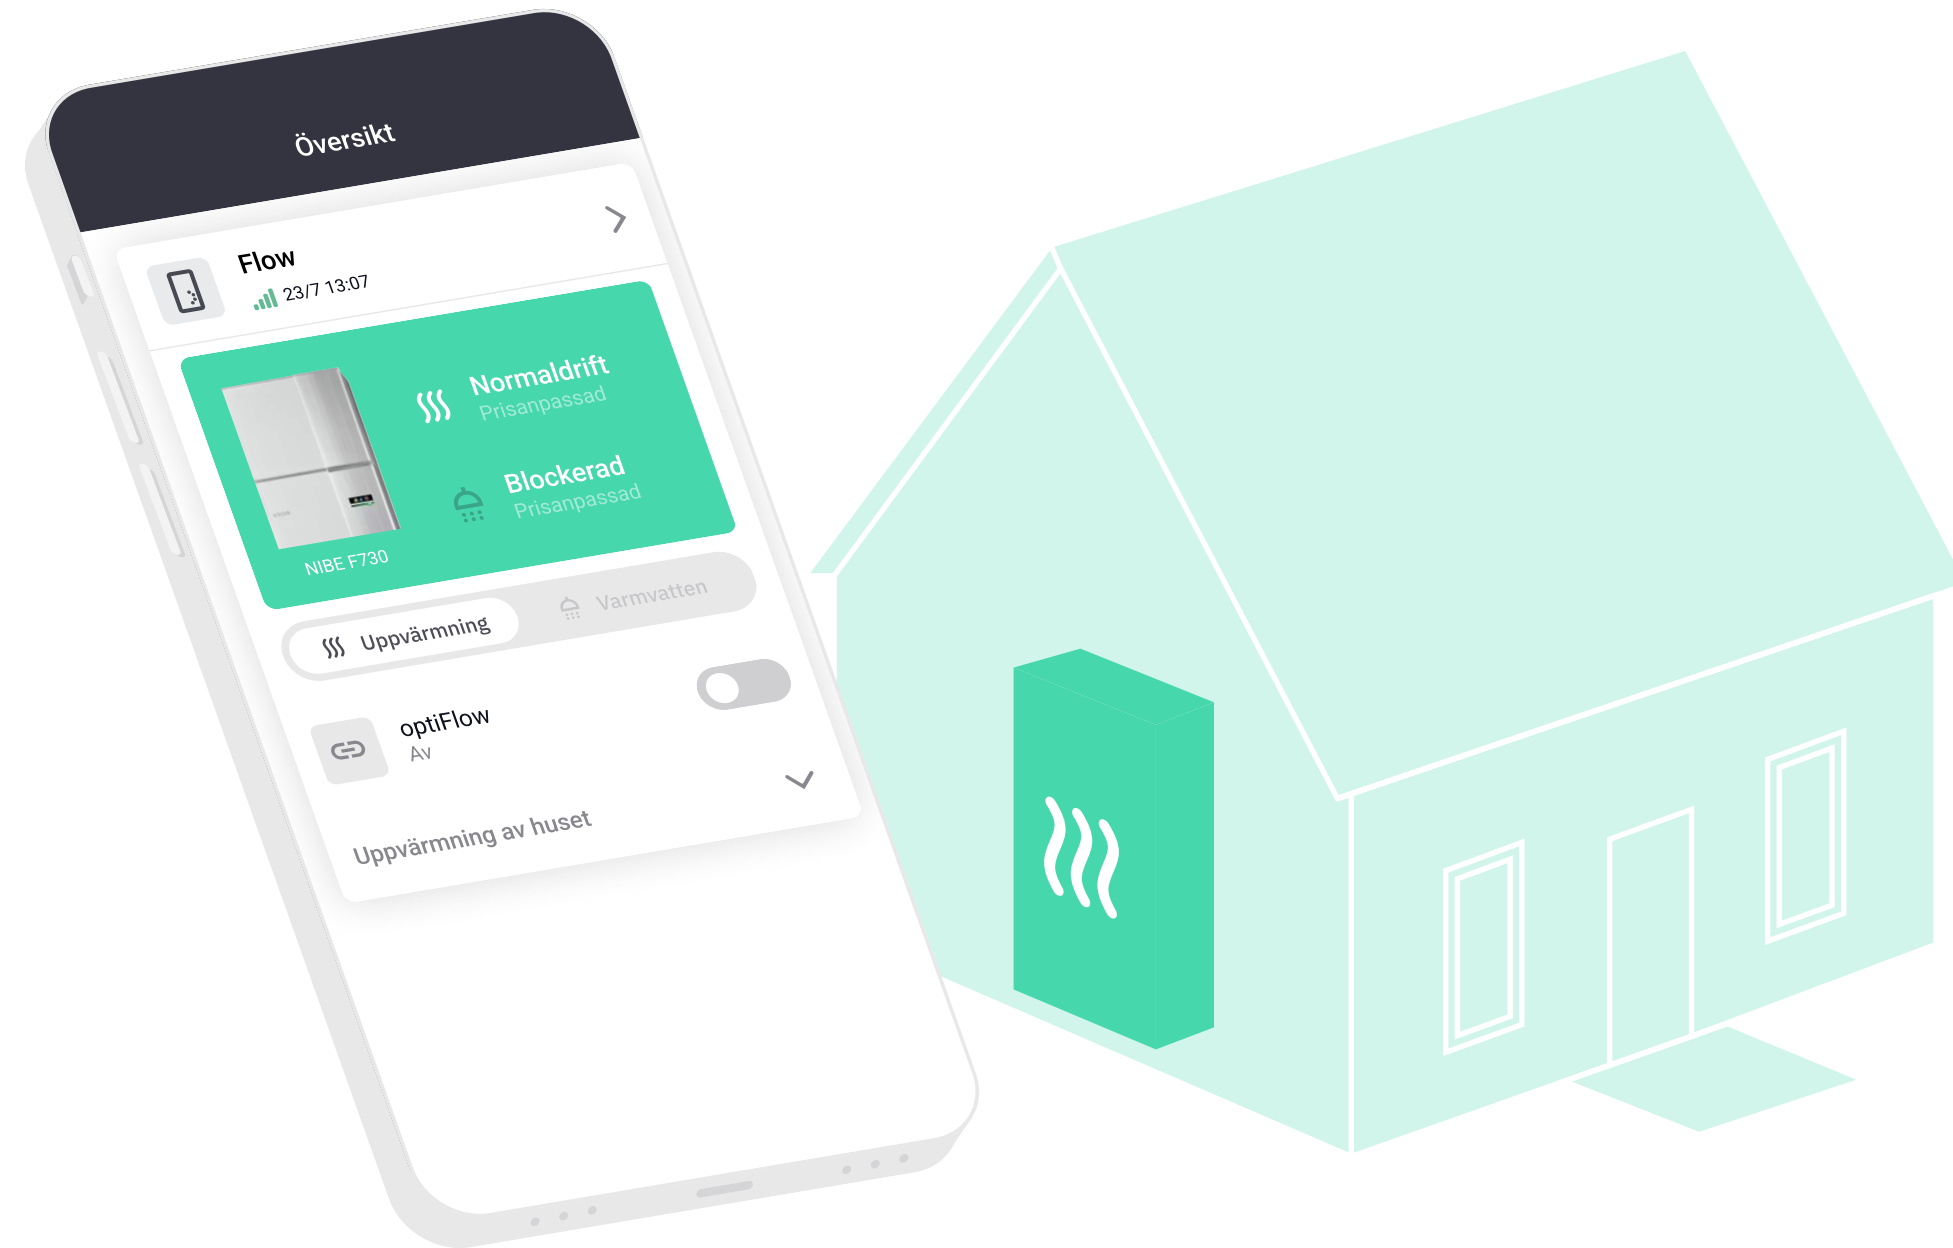 Översikt
Flow
23/7 13:07
Normaldrift
Prisanpassad
Blockerad
Prisanpassad
NIBE F730
Uppvärmning
Varmvatten
optiFlow
Av
Uppvärmning av huset